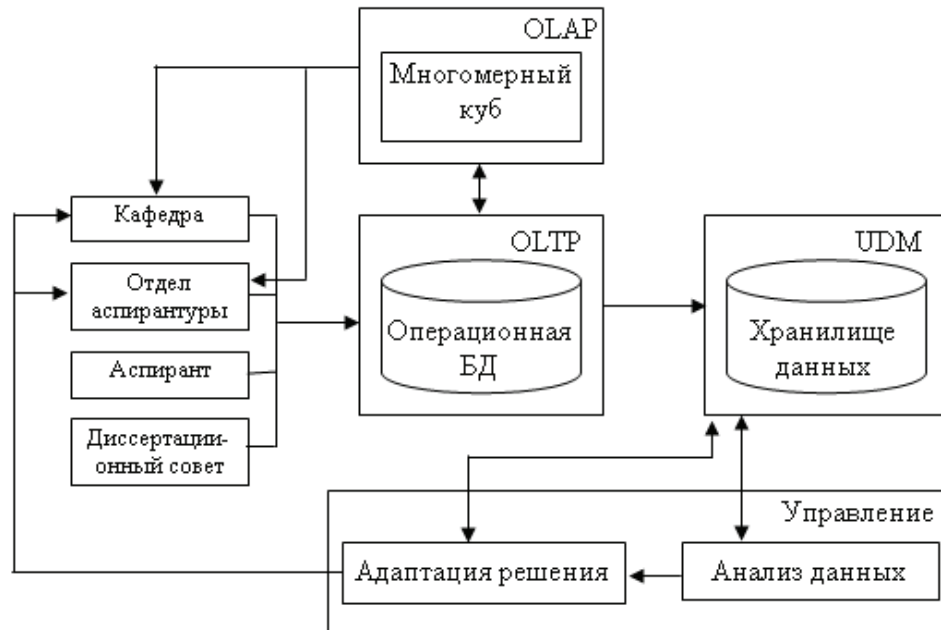 OLAP
Многомерный
куб
Кафедра
Отдел
аспирантуры
Аспирант
Диссертаци-
онный совет
OLTP
Операционная
БД
UDM
Хранилище
данных
Управление
Адаптация решения
Анализ данных